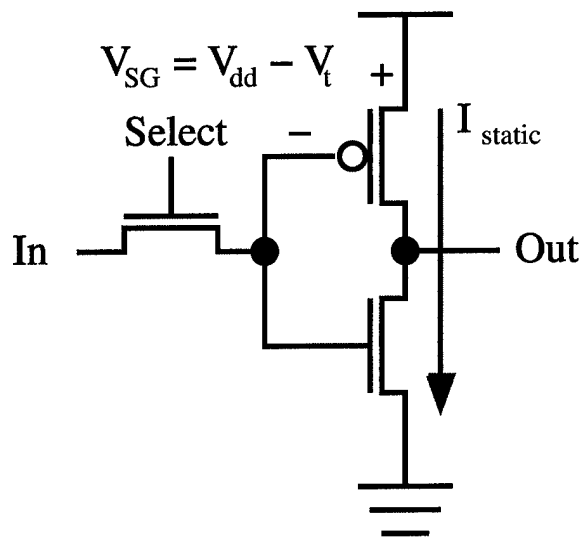 V_SG = V_dd − V_t
+
−
Select
I_static
In
Out